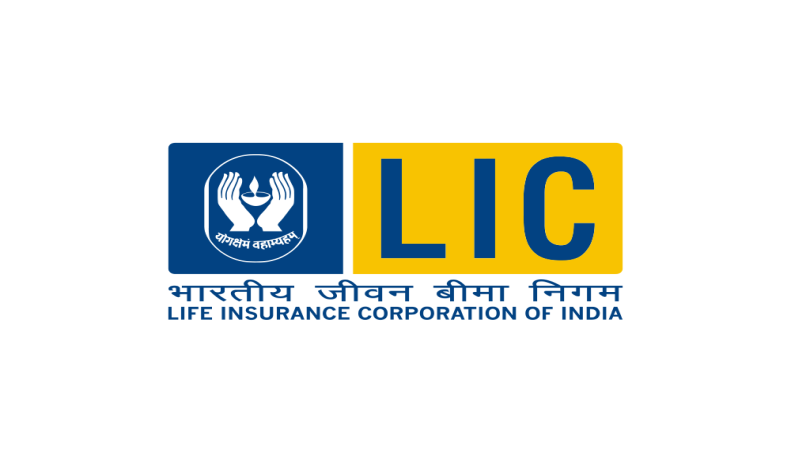 LIC
योगक्षेमं वहाम्यहम्
भारतीय जीवन बीमा निगम
LIFE INSURANCE CORPORATION OF INDIA